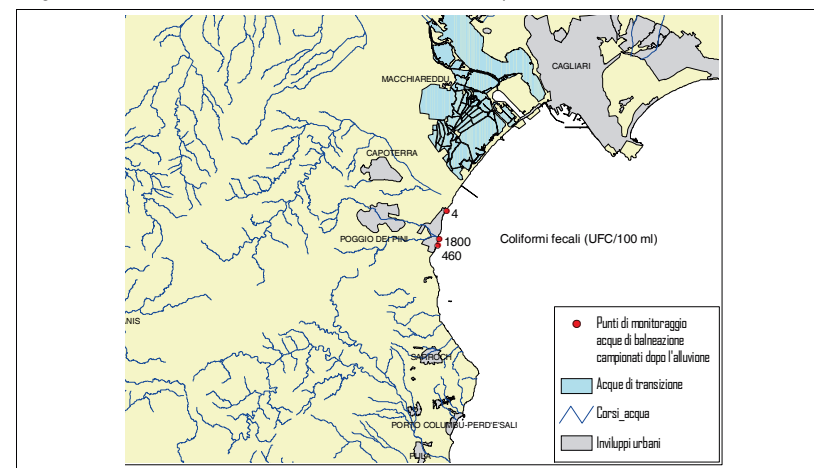 CAGLIARI
MACCHIAREDDU
CAPOTERRA
4
POGGIO DEI PINI
1800
Coliformi fecali (UFC/100 ml)
460
NIS
SARROCH
PORTO COLUMBU-PERD'E'SALI
PULA
Punti di monitoraggio
acque di balneazione
campionati dopo l'alluvione
Acque di transizione
Corsi_acqua
Inviluppi urbani